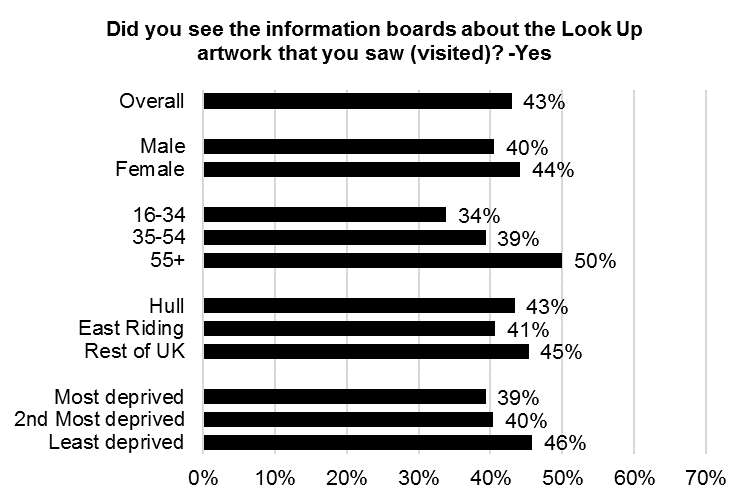 Did you see the information boards about the Look Up
artwork that you saw (visited)? -Yes
Overall 43%
Male 40%
Female 44%
16-34 34%
35-54 39%
55+ 50%
Hull 43%
East Riding 41%
Rest of UK 45%
Most deprived 39%
2nd Most deprived 40%
Least deprived 46%
0% 10% 20% 30% 40% 50% 60% 70%